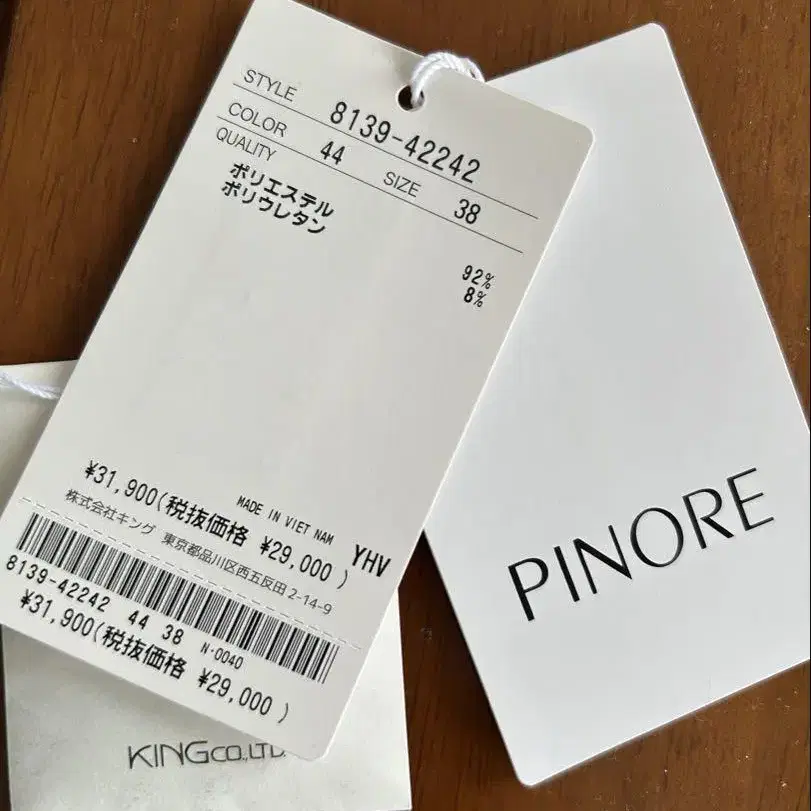 STYLE 8139-42242
COLOR 44 SIZE 38
QUALITY
ポリエステル 92%
ポリウレタン 8%
MADE IN VIET NAM YHV
¥31,900(税抜価格 ¥29,000)
株式会社キング 東京都品川区西五反田 2-14-9
8139-42242 44 38 N·0040
¥31,900(税抜価格 ¥29,000)
KING CO.,LTD.
PINORE